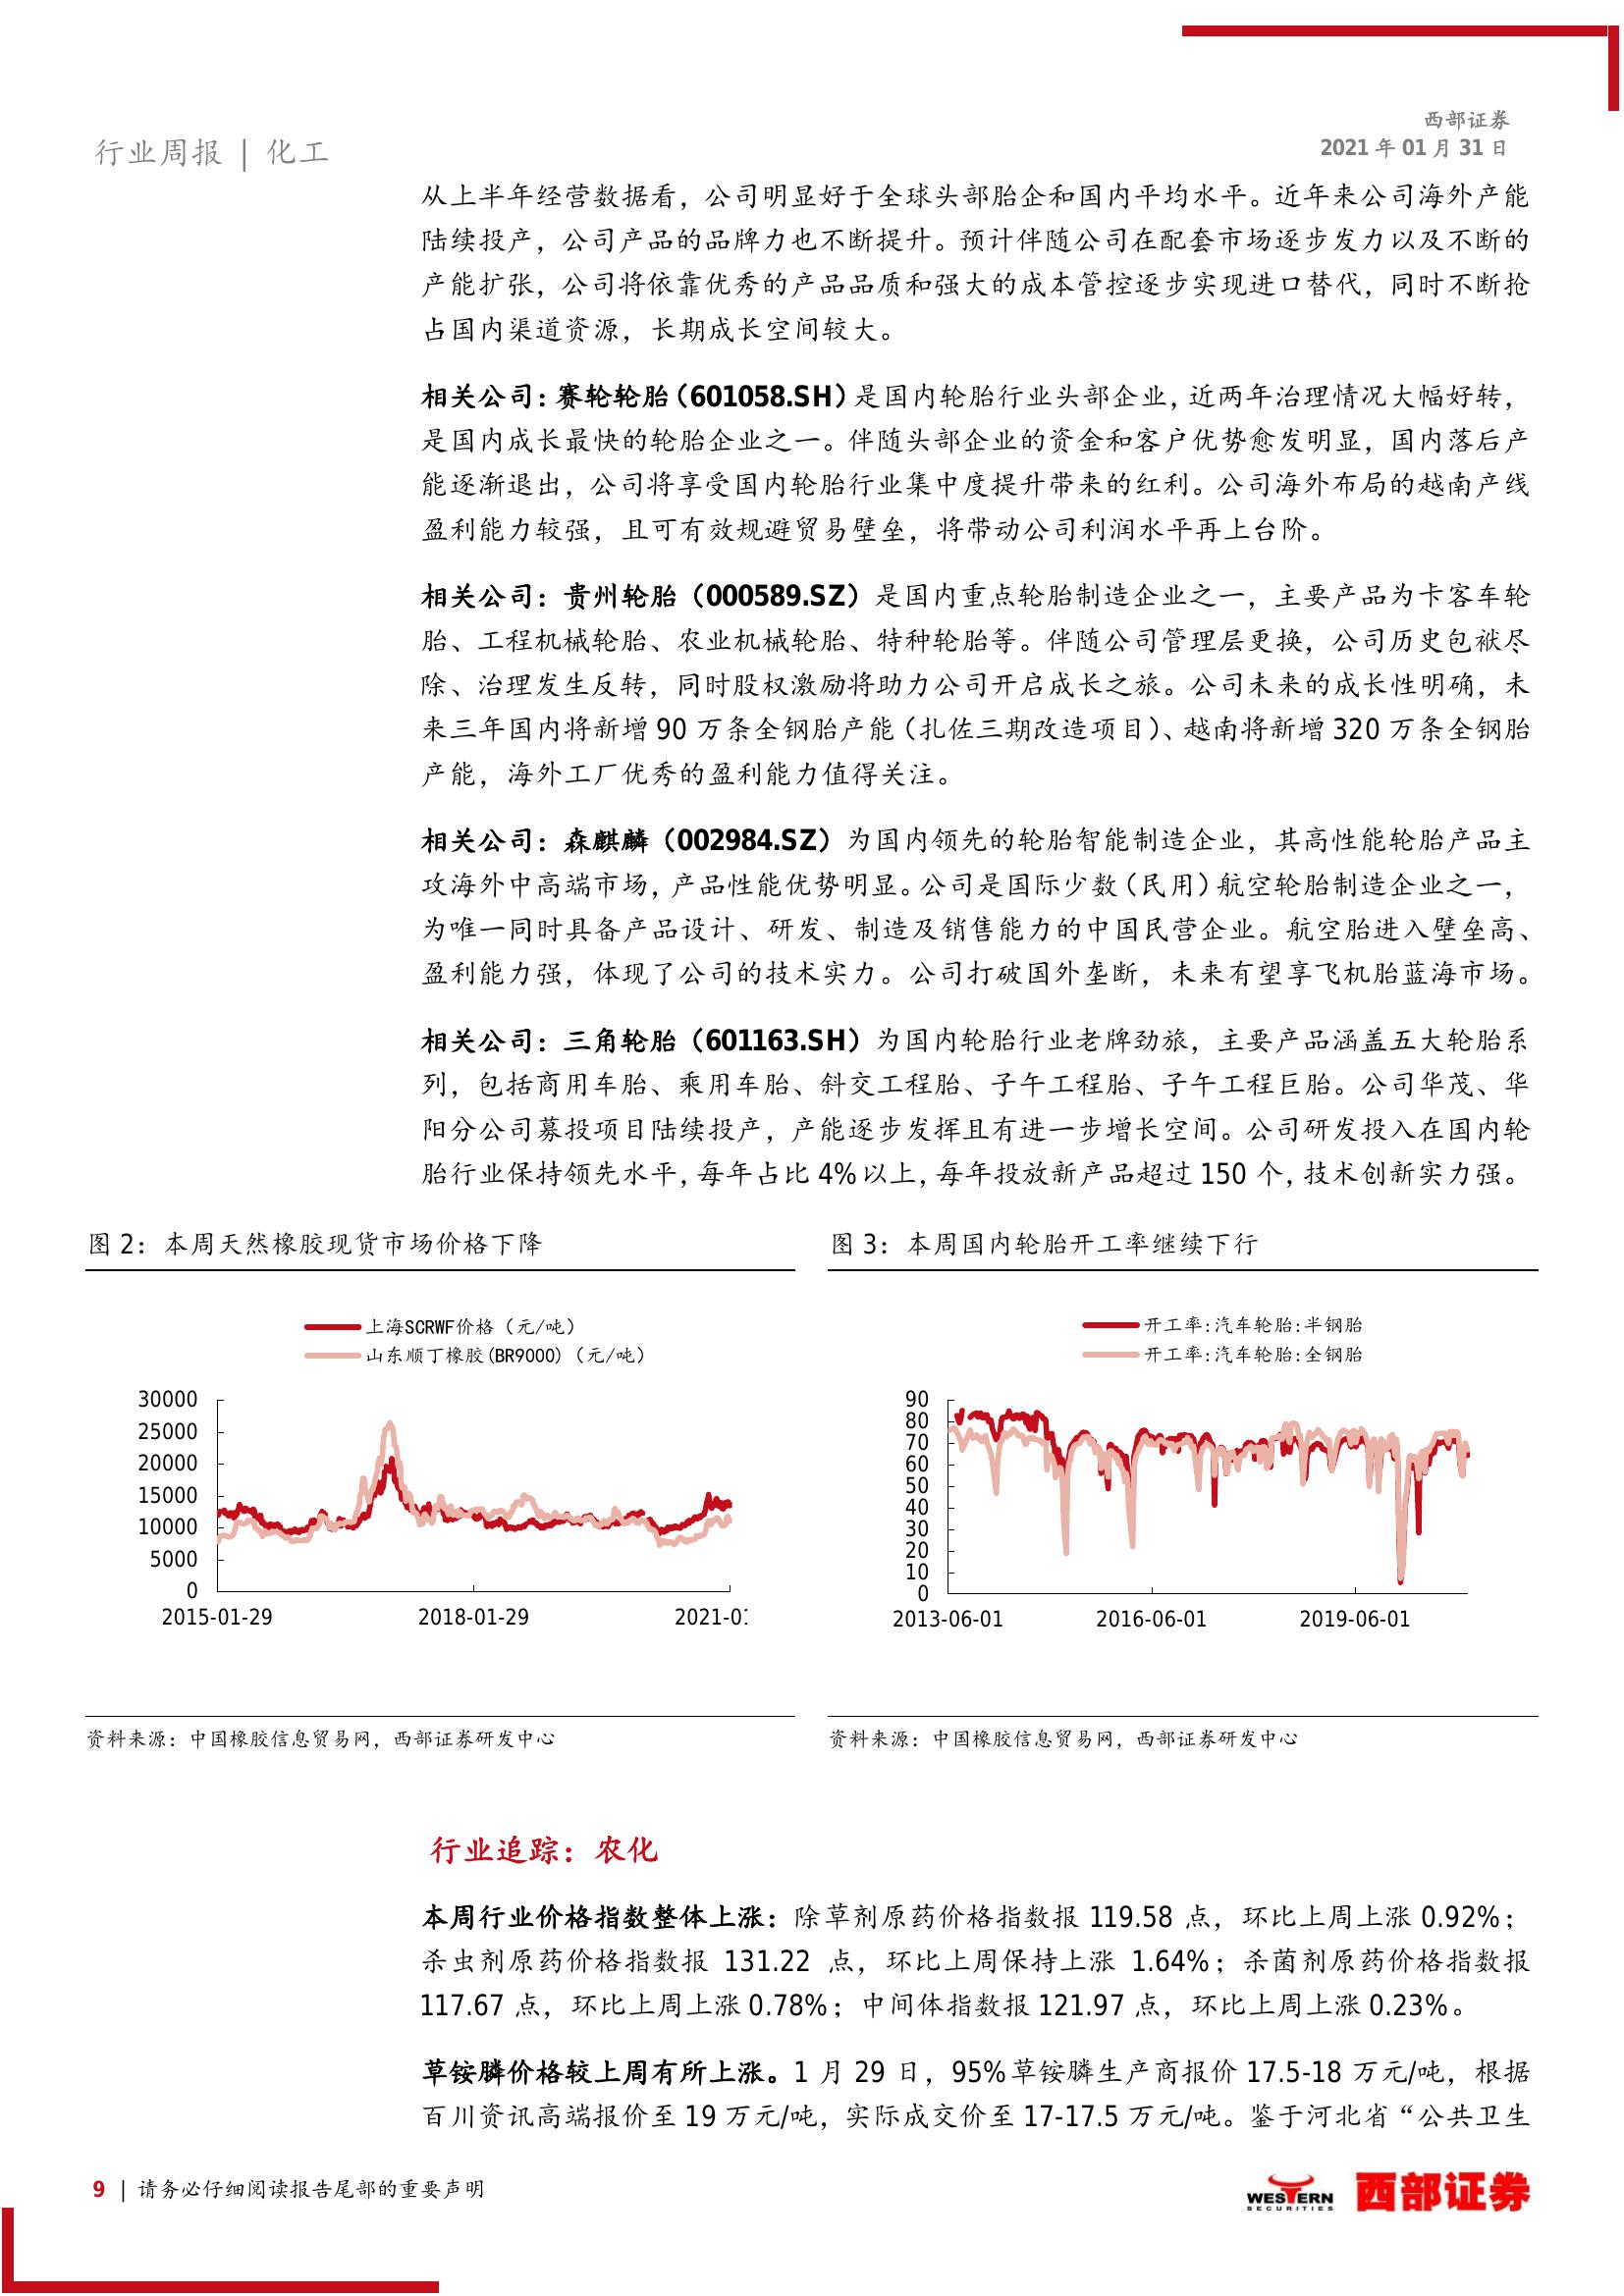 西部证券
行业周报 | 化工
2021 年 01 月 31 日
从上半年经营数据看，公司明显好于全球头部胎企和国内平均水平。近年来公司海外产能
陆续投产，公司产品的品牌力也不断提升。预计伴随公司在配套市场逐步发力以及不断的
产能扩张，公司将依靠优秀的产品品质和强大的成本管控逐步实现进口替代，同时不断抢
占国内渠道资源，长期成长空间较大。
相关公司：赛轮轮胎（601058.SH）是国内轮胎行业头部企业，近两年治理情况大幅好转，
是国内成长最快的轮胎企业之一。伴随头部企业的资金和客户优势愈发明显，国内落后产
能逐渐退出，公司将享受国内轮胎行业集中度提升带来的红利。公司海外布局的越南产线
盈利能力较强，且可有效规避贸易壁垒，将带动公司利润水平再上台阶。
相关公司：贵州轮胎（000589.SZ）是国内重点轮胎制造企业之一，主要产品为卡客车轮
胎、工程机械轮胎、农业机械轮胎、特种轮胎等。伴随公司管理层更换，公司历史包袱尽
除、治理发生反转，同时股权激励将助力公司开启成长之旅。公司未来的成长性明确，未
来三年国内将新增 90 万条全钢胎产能（扎佐三期改造项目）、越南将新增 320 万条全钢胎
产能，海外工厂优秀的盈利能力值得关注。
相关公司：森麒麟（002984.SZ）为国内领先的轮胎智能制造企业，其高性能轮胎产品主
攻海外中高端市场，产品性能优势明显。公司是国际少数（民用）航空轮胎制造企业之一，
为唯一同时具备产品设计、研发、制造及销售能力的中国民营企业。航空胎进入壁垒高、
盈利能力强，体现了公司的技术实力。公司打破国外垄断，未来有望享飞机胎蓝海市场。
相关公司：三角轮胎（601163.SH）为国内轮胎行业老牌劲旅，主要产品涵盖五大轮胎系
列，包括商用车胎、乘用车胎、斜交工程胎、子午工程胎、子午工程巨胎。公司华茂、华
阳分公司募投项目陆续投产，产能逐步发挥且有进一步增长空间。公司研发投入在国内轮
胎行业保持领先水平，每年占比 4%以上，每年投放新产品超过 150 个，技术创新实力强。
图 2：本周天然橡胶现货市场价格下降
上海SCRWF价格（元/吨）
山东顺丁橡胶(BR9000)（元/吨）
30000
25000
20000
15000
10000
5000
0
2015-01-29
2018-01-29
2021-01
资料来源：中国橡胶信息贸易网，西部证券研发中心
图 3：本周国内轮胎开工率继续下行
开工率:汽车轮胎:半钢胎
开工率:汽车轮胎:全钢胎
90
80
70
60
50
40
30
20
10
0
2013-06-01
2016-06-01
2019-06-01
资料来源：中国橡胶信息贸易网，西部证券研发中心
行业追踪：农化
本周行业价格指数整体上涨：除草剂原药价格指数报 119.58 点，环比上周上涨 0.92%；
杀虫剂原药价格指数报 131.22 点，环比上周保持上涨 1.64%；杀菌剂原药价格指数报
117.67 点，环比上周上涨 0.78%；中间体指数报 121.97 点，环比上周上涨 0.23%。
草铵膦价格较上周有所上涨。1 月 29 日，95%草铵膦生产商报价 17.5-18 万元/吨，根据
百川资讯高端报价至 19 万元/吨，实际成交价至 17-17.5 万元/吨。鉴于河北省“公共卫生
9 | 请务必仔细阅读报告尾部的重要声明
WESTERN
SECURITIES
西部证券